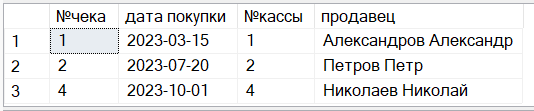 №чека дата покупки №кассы продавец
1 1 2023-03-15 1 Александров Александр
2 2 2023-07-20 2 Петров Петр
3 4 2023-10-01 4 Николаев Николай